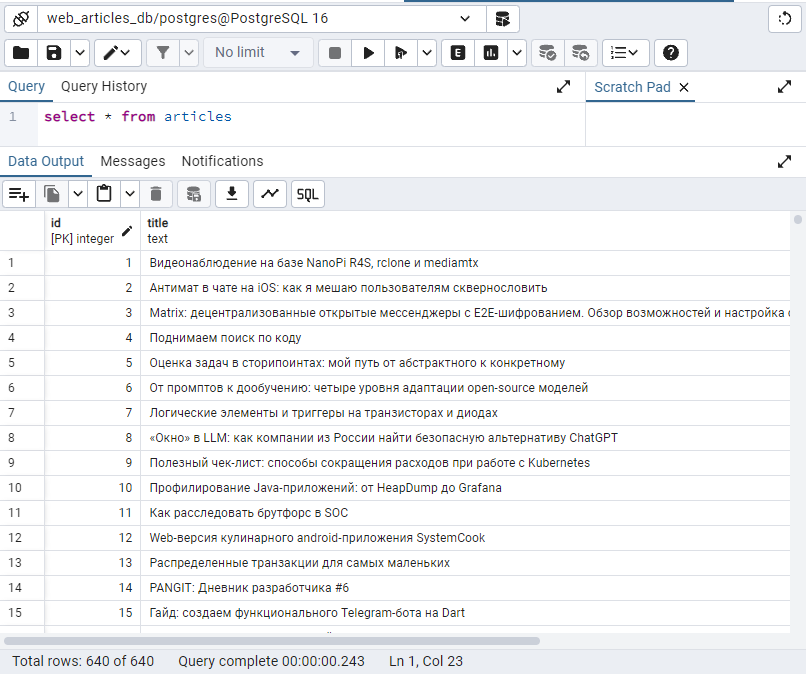 web_articles_db/postgres@PostgreSQL 16
No limit
E
Query Query History
Scratch Pad
1 select * from articles
Data Output Messages Notifications
SQL
id title
[PK] integer text
1 1 Видеонаблюдение на базе NanoPi R4S, rclone и mediamtx
2 2 Антимат в чате на iOS: как я мешаю пользователям сквернословить
3 3 Matrix: децентрализованные открытые мессенджеры с E2E-шифрованием. Обзор возможностей и настройка
4 4 Поднимаем поиск по коду
5 5 Оценка задач в сторипоинтах: мой путь от абстрактного к конкретному
6 6 От промптов к дообучению: четыре уровня адаптации open-source моделей
7 7 Логические элементы и триггеры на транзисторах и диодах
8 8 «Окно» в LLM: как компании из России найти безопасную альтернативу ChatGPT
9 9 Полезный чек-лист: способы сокращения расходов при работе с Kubernetes
10 10 Профилирование Java-приложений: от HeapDump до Grafana
11 11 Как расследовать брутфорс в SOC
12 12 Web-версия кулинарного android-приложения SystemCook
13 13 Распределенные транзакции для самых маленьких
14 14 PANGIT: Дневник разработчика #6
15 15 Гайд: создаем функционального Telegram-бота на Dart
Total rows: 640 of 640 Query complete 00:00:00.243 Ln 1, Col 23